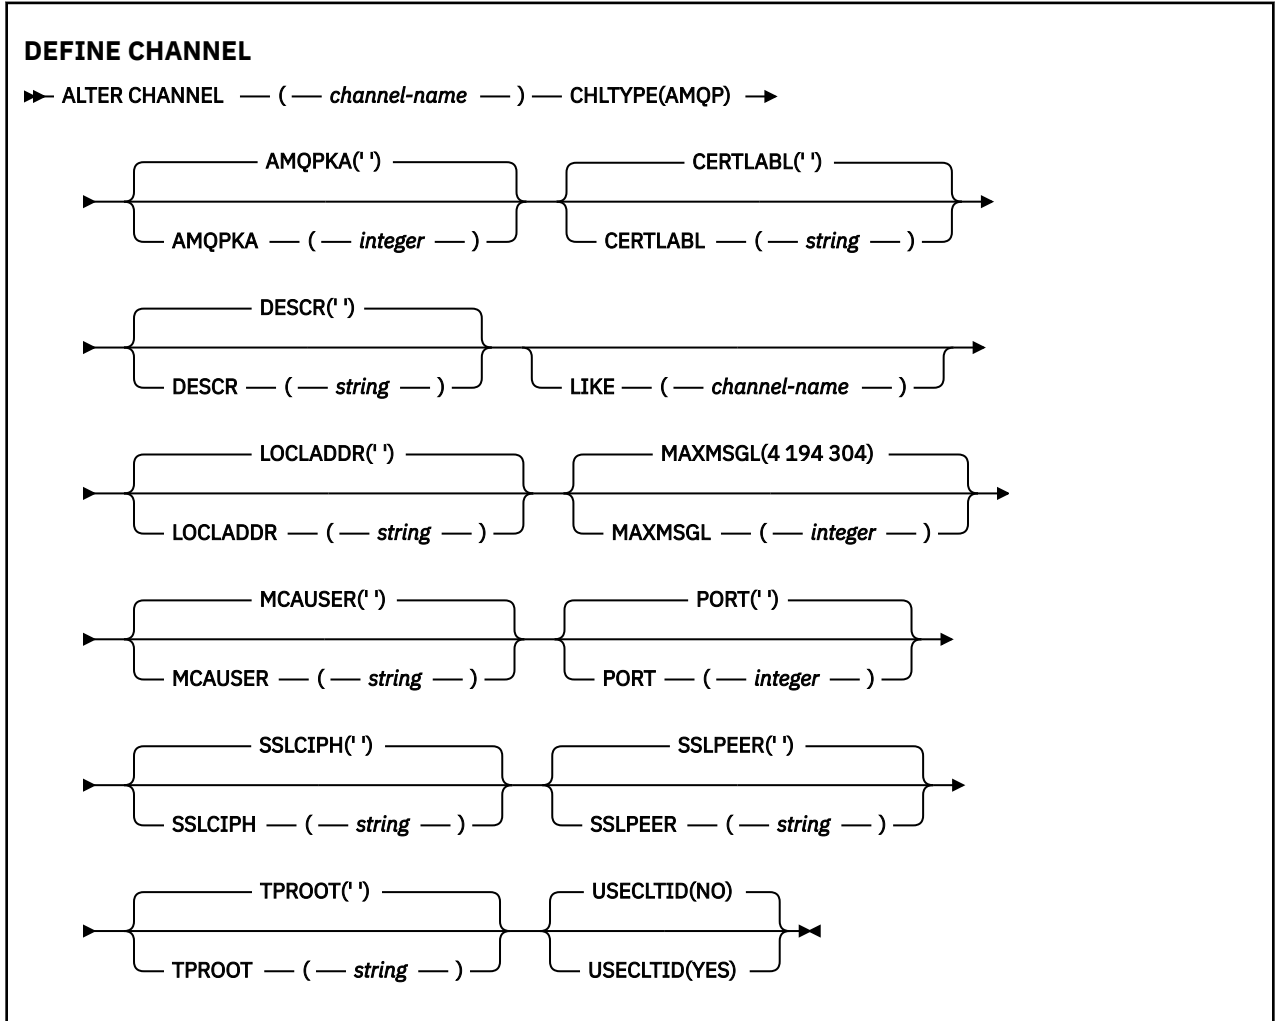 DEFINE CHANNEL
ALTER CHANNEL ( channel-name ) CHLTYPE(AMQP)
AMQPKA(' ') CERTLABL(' ')
AMQPKA ( integer ) CERTLABL ( string )
DESCR(' ')
DESCR ( string ) LIKE ( channel-name )
LOCLADDR(' ') MAXMSGL(4 194 304)
LOCLADDR ( string ) MAXMSGL ( integer )
MCAUSER(' ') PORT(' ')
MCAUSER ( string ) PORT ( integer )
SSLCIPH(' ') SSLPEER(' ')
SSLCIPH ( string ) SSLPEER ( string )
TPROOT(' ') USECLTID(NO)
TPROOT ( string ) USECLTID(YES)